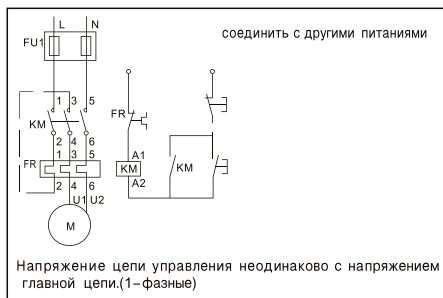 L N
FU1
соединить с другими питаниями
1 3 5
KM
2 4 6
1 3 5
FR
2 4 6
U1 U2
M
FR
A1
KM
A2
KM
Напряжение цепи управления неодинаково с напряжением
главной цепи.(1-фазные)